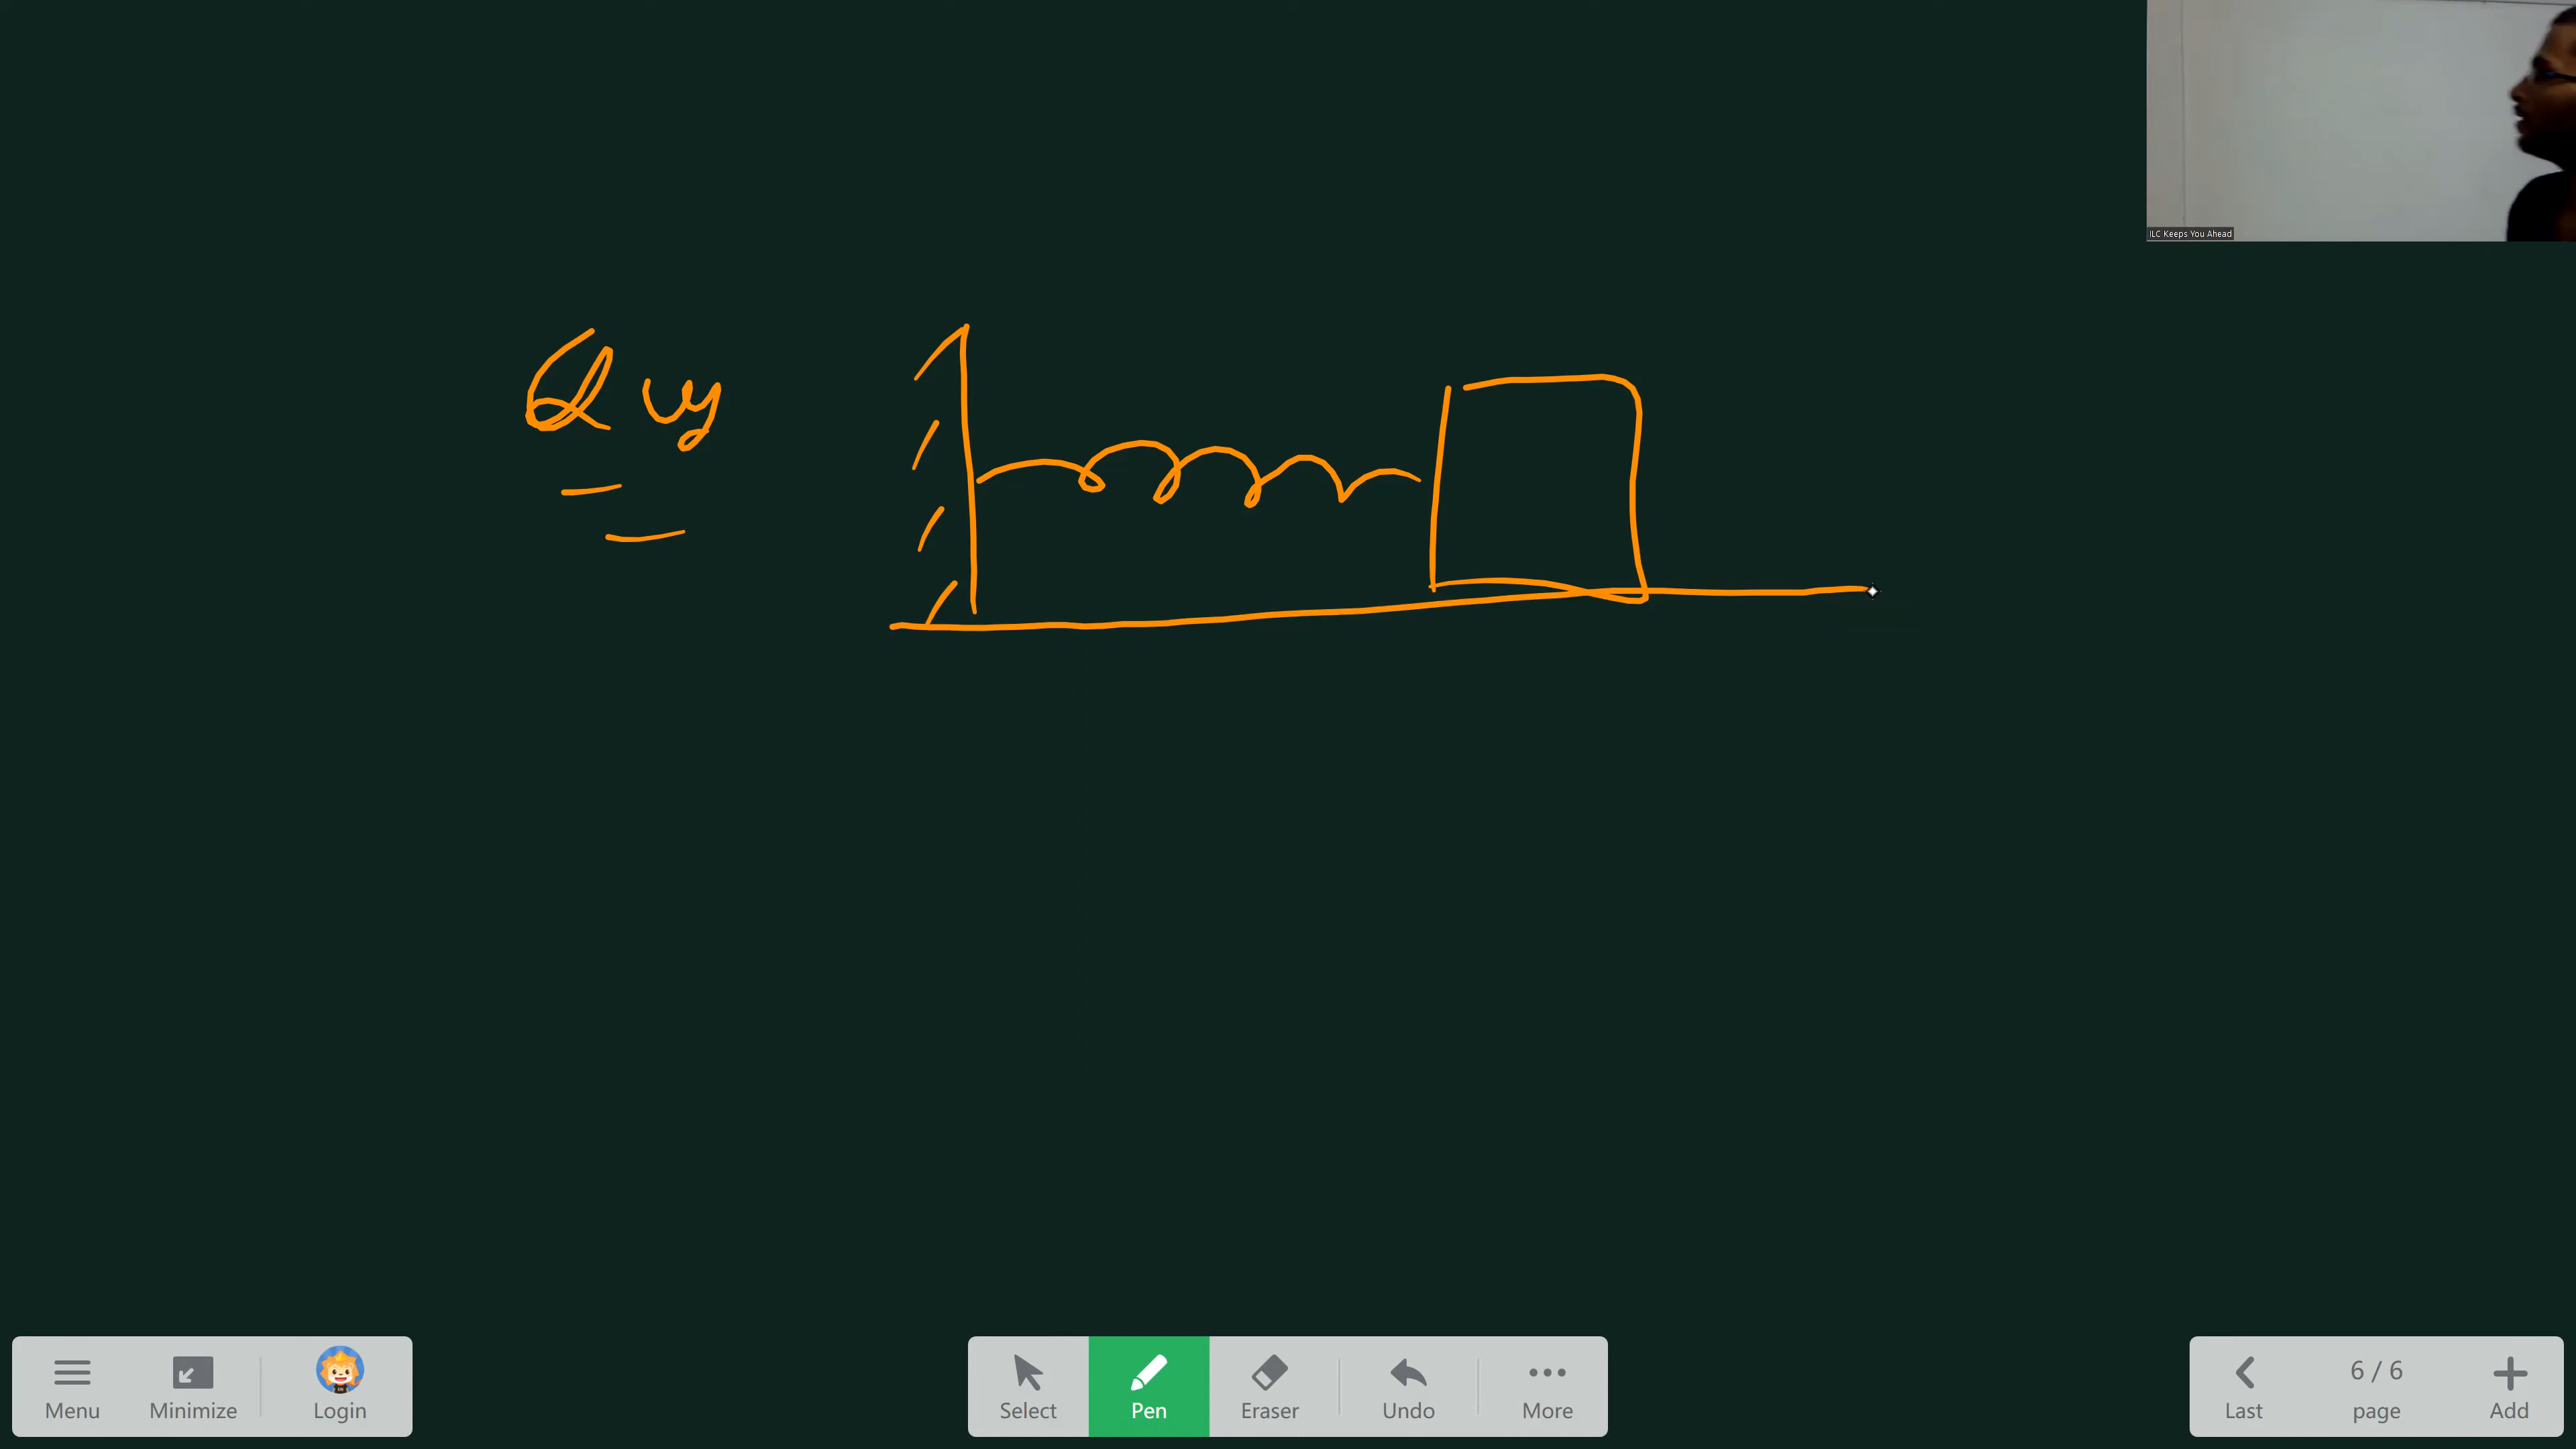 ILC Keeps You Ahead
Menu
Minimize
Login
Select
Pen
Eraser
Undo
More
Last
6 / 6
page
Add